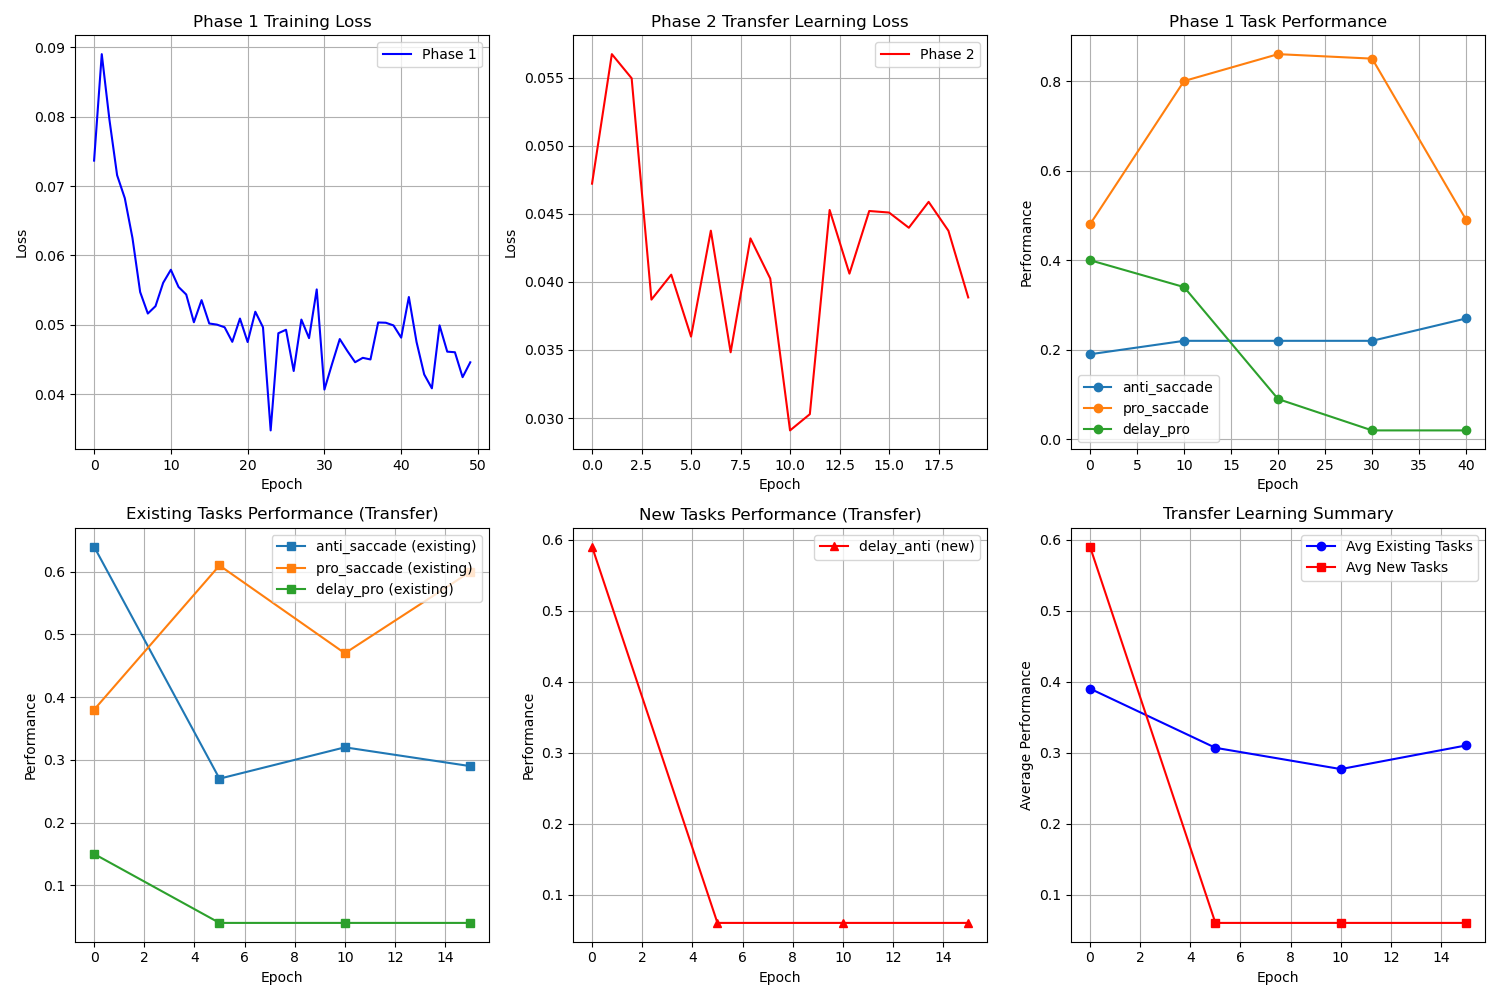 Phase 1 Training Loss
Phase 1
0.09
0.08
0.07
0.06
0.05
0.04
Loss
0 10 20 30 40 50
Epoch
Phase 2 Transfer Learning Loss
Phase 2
0.055
0.050
0.045
0.040
0.035
0.030
Loss
0.0 2.5 5.0 7.5 10.0 12.5 15.0 17.5
Epoch
Phase 1 Task Performance
0.8
0.6
0.4
0.2
0.0
Performance
anti_saccade
pro_saccade
delay_pro
0 5 10 15 20 25 30 35 40
Epoch
Existing Tasks Performance (Transfer)
anti_saccade (existing)
pro_saccade (existing)
delay_pro (existing)
0.6
0.5
0.4
0.3
0.2
0.1
Performance
0 2 4 6 8 10 12 14
Epoch
New Tasks Performance (Transfer)
delay_anti (new)
0.6
0.5
0.4
0.3
0.2
0.1
Performance
0 2 4 6 8 10 12 14
Epoch
Transfer Learning Summary
Avg Existing Tasks
Avg New Tasks
0.6
0.5
0.4
0.3
0.2
0.1
Average Performance
0 2 4 6 8 10 12 14
Epoch